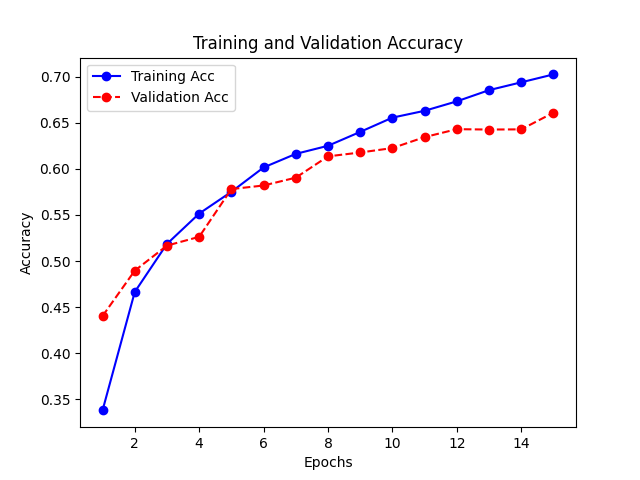 Training and Validation Accuracy
Training Acc
Validation Acc
0.70
0.65
0.60
0.55
0.50
0.45
0.40
0.35
Accuracy
2 4 6 8 10 12 14
Epochs